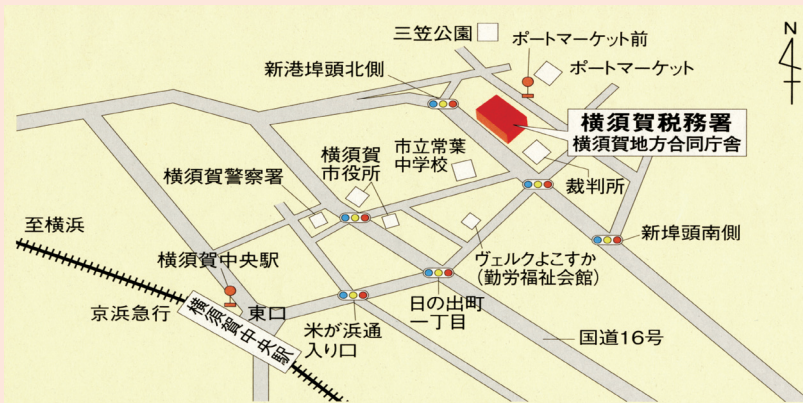 三笠公園
ポートマーケット前
N
新港埠頭北側
ポートマーケット
横須賀税務署
横須賀地方合同庁舎
市立常葉
中学校
横須賀
市役所
横須賀警察署
裁判所
至横浜
新埠頭南側
横須賀中央駅
ヴェルクよこすか
(勤労福祉会館)
京浜急行
東口
横須賀中央駅
日の出町
一丁目
米が浜通
入り口
国道16号